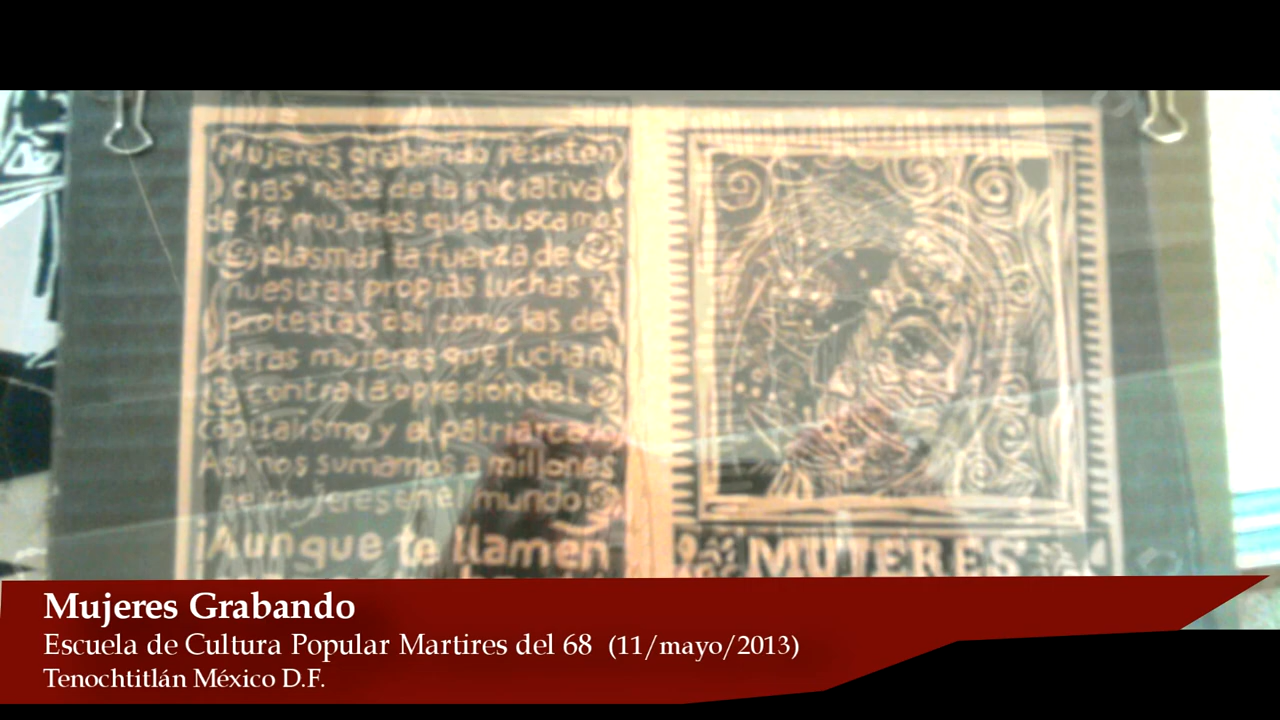 Mujeres grabando resisten
cias" nace de la iniciativa
de 14 mujeres que buscamos
plasmar la fuerza de
nuestras propias luchas y
protestas, asi como las de
otras mujeres que luchan
contra la opresión del
capitalismo y el patriarcado
Asi nos sumamos a millones
de mujeres en el mundo
¡Aunque te llamen
MUJERES
Mujeres Grabando
Escuela de Cultura Popular Martires del 68 (11/mayo/2013)
Tenochtitlán México D.F.